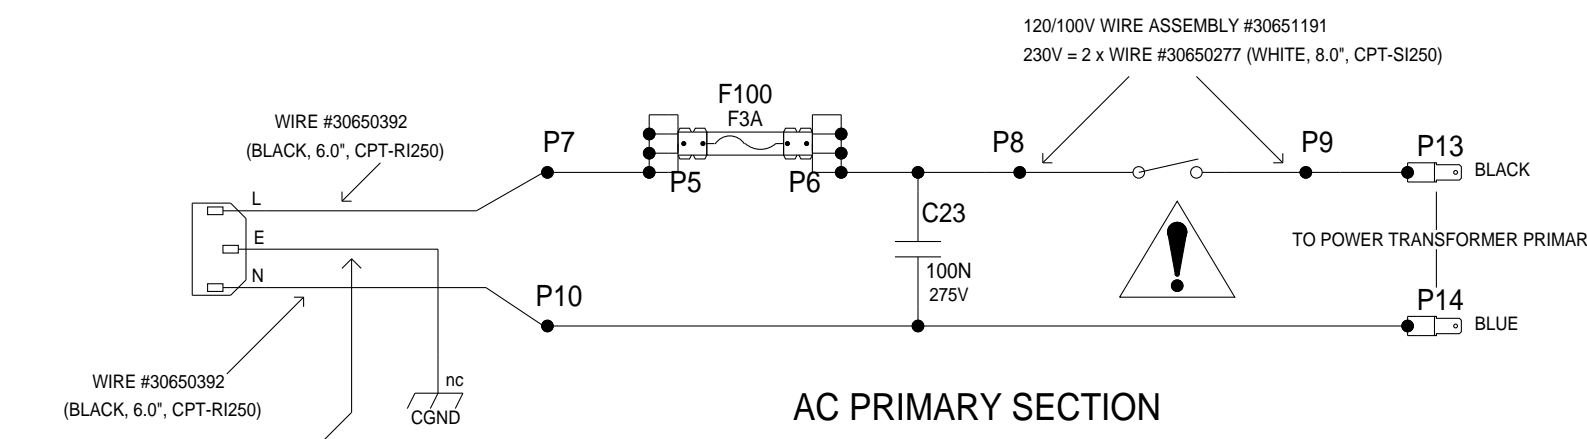 120/100V WIRE ASSEMBLY #30651191
230V = 2 x WIRE #30650277 (WHITE, 8.0", CPT-SI250)
F100
F3A
WIRE #30650392
(BLACK, 6.0", CPT-RI250)
P7
P8
P9
P13
P5
P6
BLACK
L
C23
E
TO POWER TRANSFORMER PRIMAR
N
100N
275V
P10
P14
BLUE
WIRE #30650392
(BLACK, 6.0", CPT-RI250)
nc
CGND
AC PRIMARY SECTION